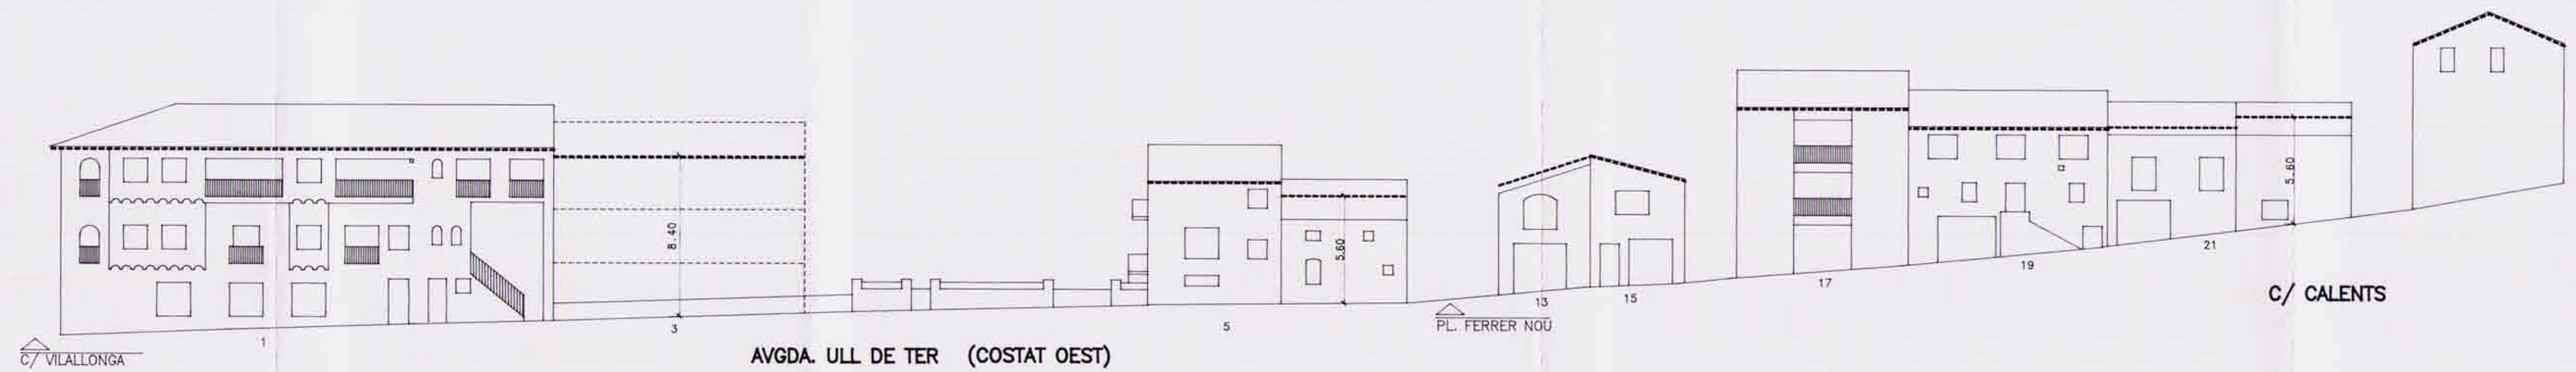 8.40
5.60
5.60
1
3
5
13
15
17
19
21
C/ VILALLONGA
PL. FERRER NOU
C/ CALENTS
AVGDA. ULL DE TER (COSTAT OEST)